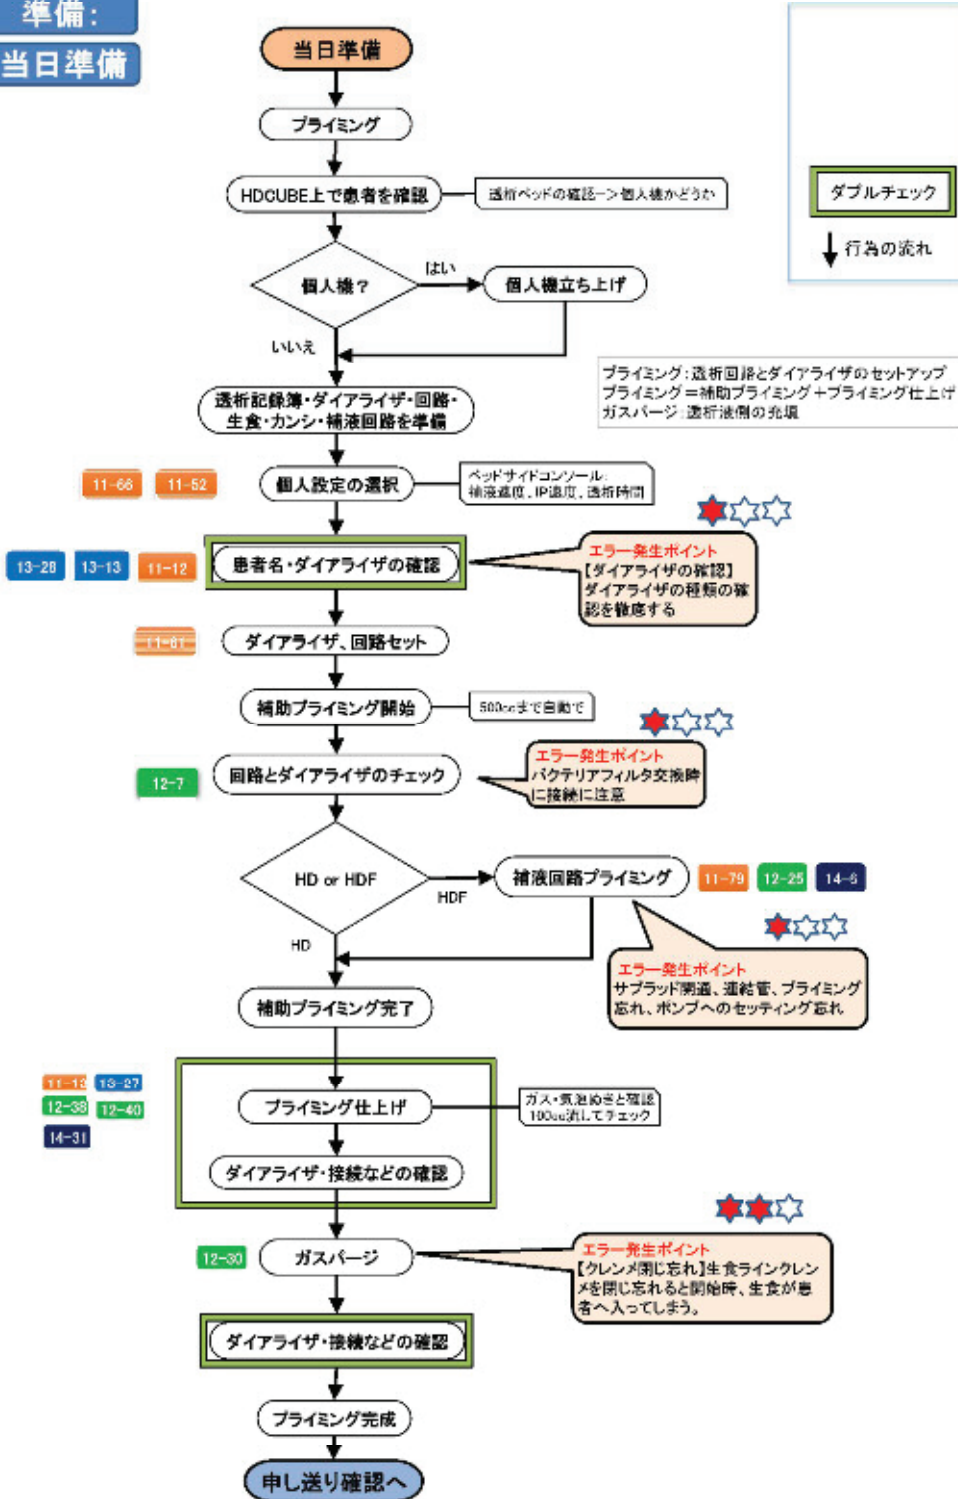 準備:
当日準備
当日準備
プライミング
HDCUBE上で患者を確認
透析ベッドの確認ー>個人機かどうか
ダブルチェック
行為の流れ
個人機?
はい
個人機立ち上げ
いいえ
プライミング:透析回路とダイアライザのセットアップ
プライミング=補助プライミング+プライミング仕上げ
ガスパージ:透析液側の充填
透析記録簿・ダイアライザ・回路・
生食・カンシ・補液回路を準備
11-66
11-52
個人設定の選択
ベッドサイドコンソール:
補液速度、IP速度、透析時間
13-28
13-13
11-12
患者名・ダイアライザの確認
エラー発生ポイント
【ダイアライザの確認】
ダイアライザの種類の確
認を徹底する
11-61
ダイアライザ、回路セット
補助プライミング開始
500ccまで自動で
12-7
回路とダイアライザのチェック
エラー発生ポイント
バクテリアフィルタ交換時
に接続に注意
HD or HDF
HDF
補液回路プライミング
11-79
12-25
14-6
HD
エラー発生ポイント
サブラッド開通、連結管、プライミング
忘れ、ポンプへのセッティング忘れ
補助プライミング完了
11-12
13-27
12-38
12-40
14-31
プライミング仕上げ
ガス・気泡ぬきと確認
100cc流してチェック
ダイアライザ・接続などの確認
12-30
ガスパージ
エラー発生ポイント
【クレンメ閉じ忘れ】生食ラインクレン
メを閉じ忘れると開始時、生食が患
者へ入ってしまう。
ダイアライザ・接続などの確認
プライミング完成
申し送り確認へ